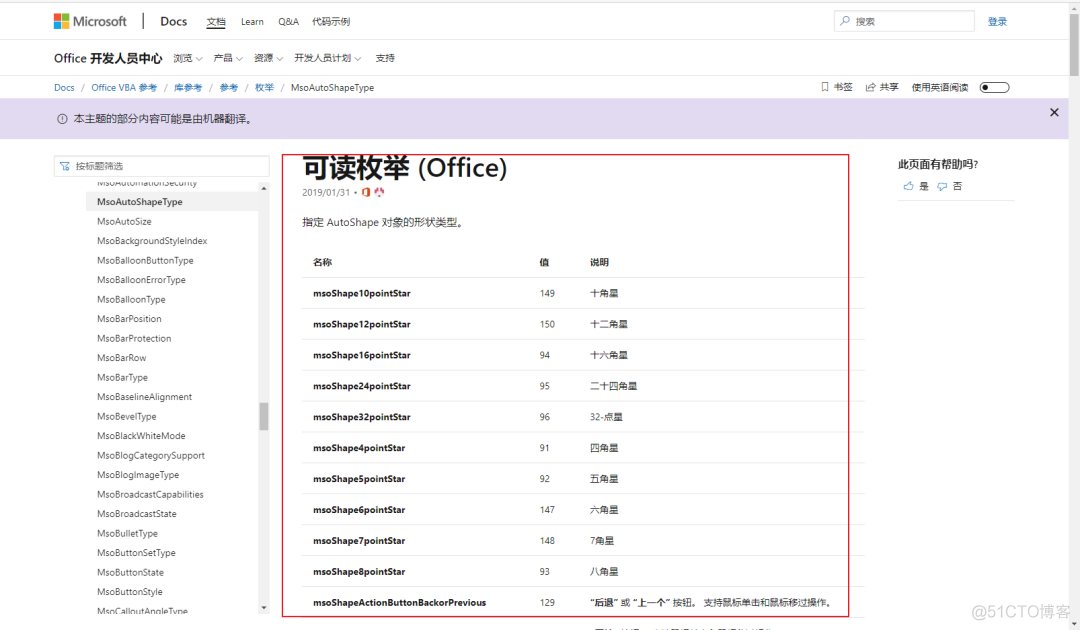 Microsoft Docs 文档 Learn Q&A 代码示例 搜索 登录
Office 开发人员中心 浏览 产品 资源 开发人员计划 支持
Docs / Office VBA 参考 / 库参考 / 参考 / 枚举 / MsoAutoShapeType 书签 共享 使用英语阅读
本主题的部分内容可能是由机器翻译。
按标题筛选
MsoAutomationSecurity
MsoAutoShapeType
MsoAutoSize
MsoBackgroundStyleIndex
MsoBalloonButtonType
MsoBalloonErrorType
MsoBalloonType
MsoBarPosition
MsoBarProtection
MsoBarRow
MsoBarType
MsoBaselineAlignment
MsoBevelType
MsoBlackWhiteMode
MsoBlogCategorySupport
MsoBlogImageType
MsoBroadcastCapabilities
MsoBroadcastState
MsoBulletType
MsoButtonSetType
MsoButtonState
MsoButtonStyle
MsoCalloutAngleType
可读枚举 (Office)
2019/01/31 •
指定 AutoShape 对象的形状类型。
名称 值 说明
msoShape10pointStar 149 十角星
msoShape12pointStar 150 十二角星
msoShape16pointStar 94 十六角星
msoShape24pointStar 95 二十四角星
msoShape32pointStar 96 32-点星
msoShape4pointStar 91 四角星
msoShape5pointStar 92 五角星
msoShape6pointStar 147 六角星
msoShape7pointStar 148 7角星
msoShape8pointStar 93 八角星
msoShapeActionButtonBackorPrevious 129 “后退” 或 “上一个” 按钮。 支持鼠标单击和鼠标移过操作。
此页面有帮助吗?
是 否
@51CTO博客